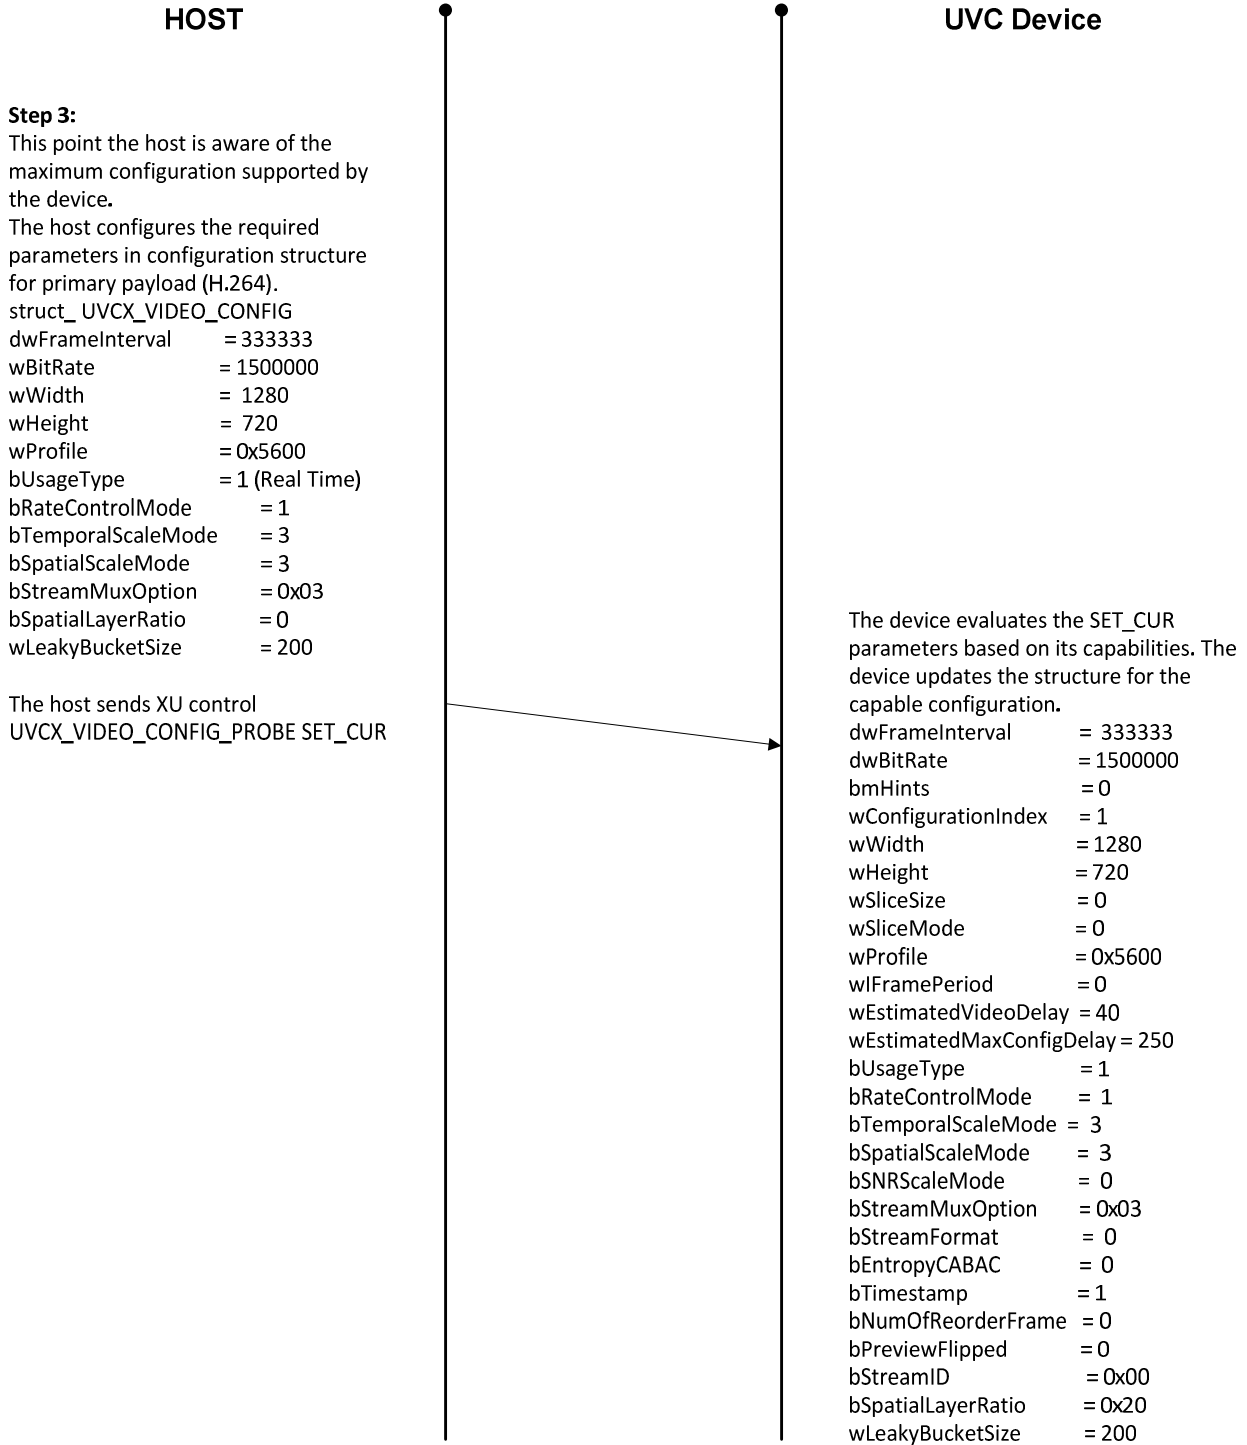 HOST
UVC Device
Step 3:
This point the host is aware of the
maximum configuration supported by
the device.
The host configures the required
parameters in configuration structure
for primary payload (H.264).
struct_ UVCX_VIDEO_CONFIG
dwFrameInterval = 333333
wBitRate = 1500000
wWidth = 1280
wHeight = 720
wProfile = 0x5600
bUsageType = 1 (Real Time)
bRateControlMode = 1
bTemporalScaleMode = 3
bSpatialScaleMode = 3
bStreamMuxOption = 0x03
bSpatialLayerRatio = 0
wLeakyBucketSize = 200
The host sends XU control
UVCX_VIDEO_CONFIG_PROBE SET_CUR
The device evaluates the SET_CUR
parameters based on its capabilities. The
device updates the structure for the
capable configuration.
dwFrameInterval = 333333
dwBitRate = 1500000
bmHints = 0
wConfigurationIndex = 1
wWidth = 1280
wHeight = 720
wSliceSize = 0
wSliceMode = 0
wProfile = 0x5600
wIFramePeriod = 0
wEstimatedVideoDelay = 40
wEstimatedMaxConfigDelay = 250
bUsageType = 1
bRateControlMode = 1
bTemporalScaleMode = 3
bSpatialScaleMode = 3
bSNRScaleMode = 0
bStreamMuxOption = 0x03
bStreamFormat = 0
bEntropyCABAC = 0
bTimestamp = 1
bNumOfReorderFrame = 0
bPreviewFlipped = 0
bStreamID = 0x00
bSpatialLayerRatio = 0x20
wLeakyBucketSize = 200